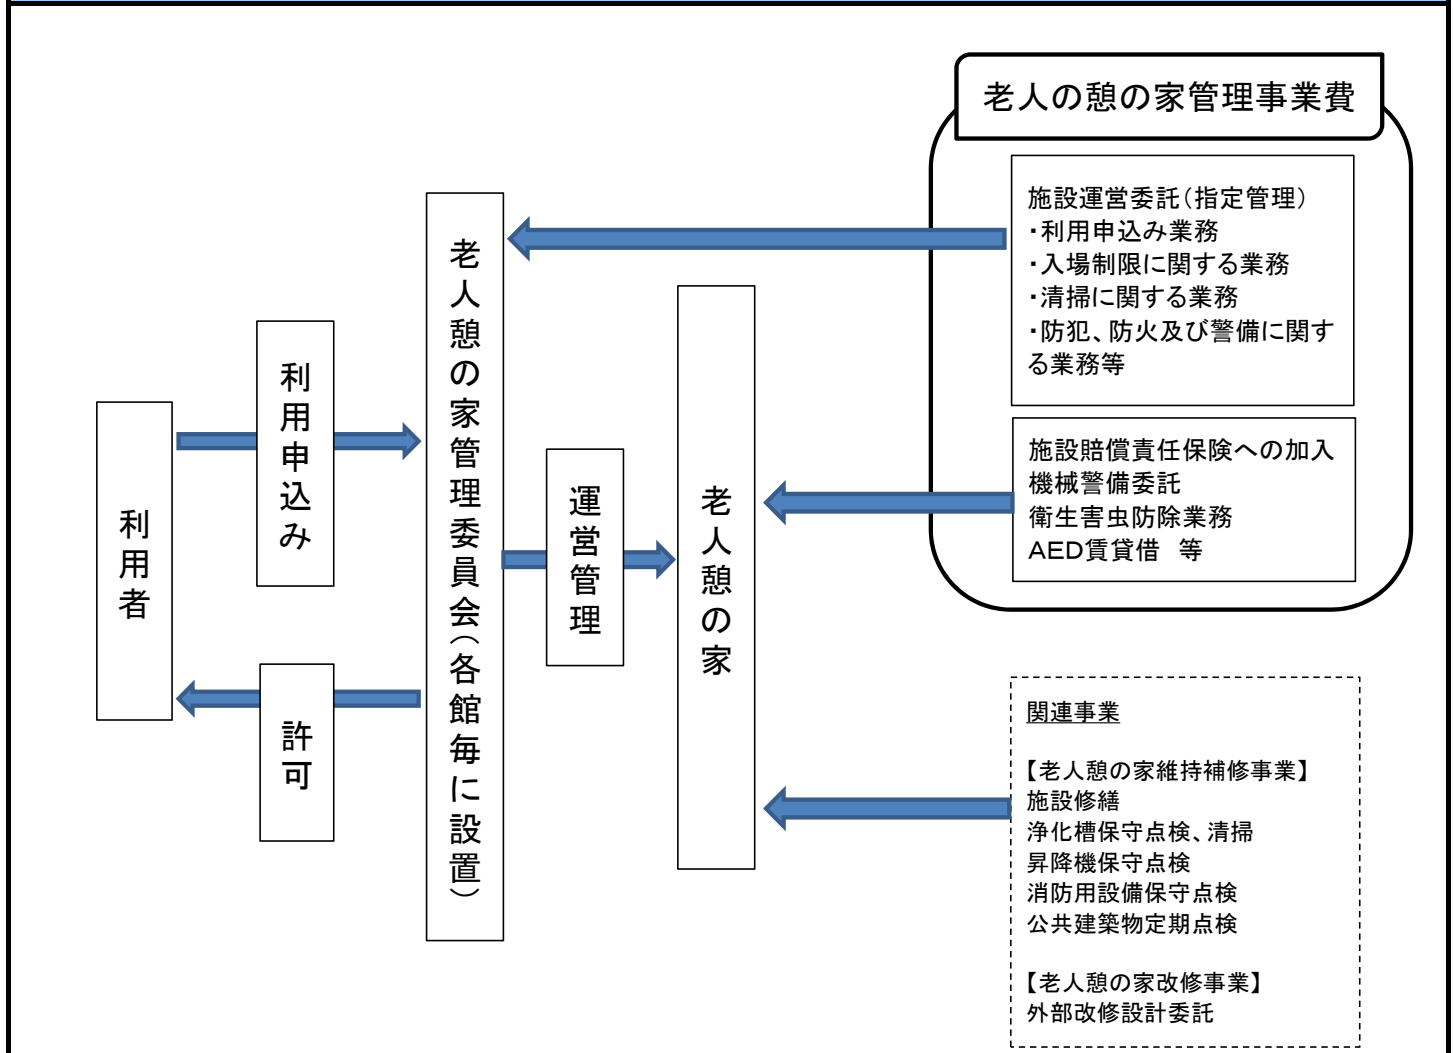 老人の憩の家管理事業費
施設運営委託（指定管理）
・利用申込み業務
・入場制限に関する業務
・清掃に関する業務
・防犯、防火及び警備に関す
る業務等
施設賠償責任保険への加入
機械警備委託
衛生害虫防除業務
AED賃貸借　等
利用者
利用申込み
許可
老人憩の家管理委員会（各館毎に設置）
運営管理
老人憩の家
関連事業
【老人憩の家維持補修事業】
施設修繕
浄化槽保守点検、清掃
昇降機保守点検
消防用設備保守点検
公共建築物定期点検
【老人憩の家改修事業】
外部改修設計委託